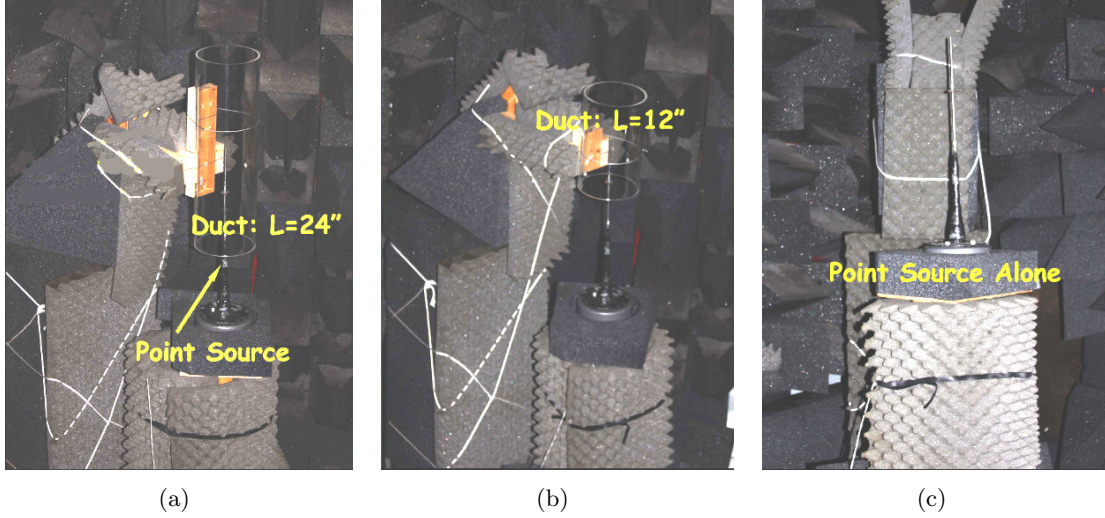 Duct: L=24”
Point Source
Duct: L=12”
Point Source Alone
(a)
(b)
(c)